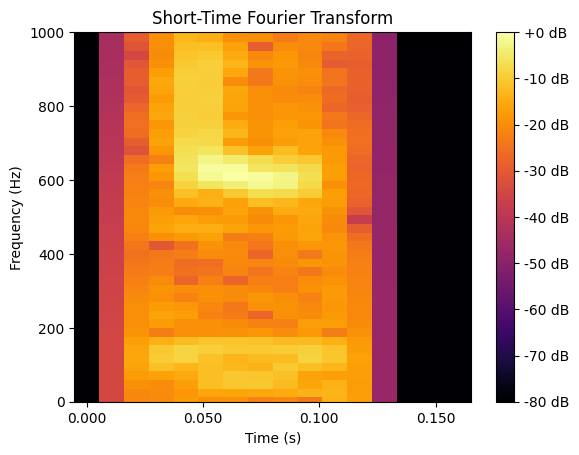 Short-Time Fourier Transform
1000
800
600
400
200
0
Frequency (Hz)
0.000
0.050
0.100
0.150
Time (s)
+0 dB
-10 dB
-20 dB
-30 dB
-40 dB
-50 dB
-60 dB
-70 dB
-80 dB